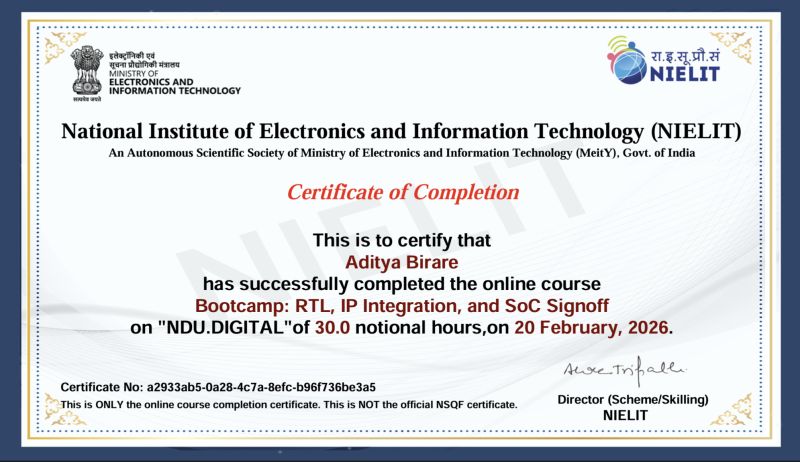 इलेक्ट्रॉनिकी एवं
सूचना प्रौद्योगिकी मंत्रालय
MINISTRY OF
ELECTRONICS AND
INFORMATION TECHNOLOGY
सत्यमेव जयते
रा.इ.सू.प्रौ.सं
NIELIT
National Institute of Electronics and Information Technology (NIELIT)
An Autonomous Scientific Society of Ministry of Electronics and Information Technology (MeitY), Govt. of India
Certificate of Completion
NIELIT
This is to certify that
Aditya Birare
has successfully completed the online course
Bootcamp: RTL, IP Integration, and SoC Signoff
on "NDU.DIGITAL"of 30.0 notional hours,on 20 February, 2026.
Certificate No: a2933ab5-0a28-4c7a-8efc-b96f736be3a5
This is ONLY the online course completion certificate. This is NOT the official NSQF certificate.
Director (Scheme/Skilling)
NIELIT